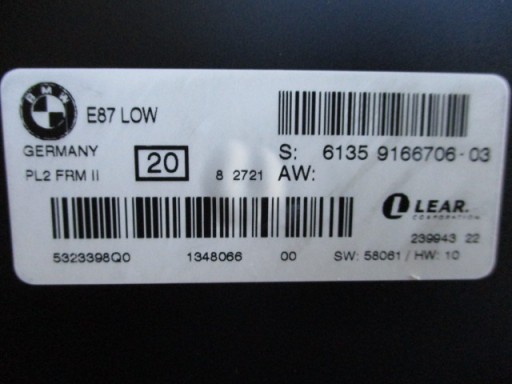 BMW
E87 LOW
GERMANY
PL2 FRM II
20
8 2721
S: 6135 9166706-03
AW:
L LEAR.
CORPORATION
239943 22
5323398Q0 1348066 00 SW: 58061 / HW: 10